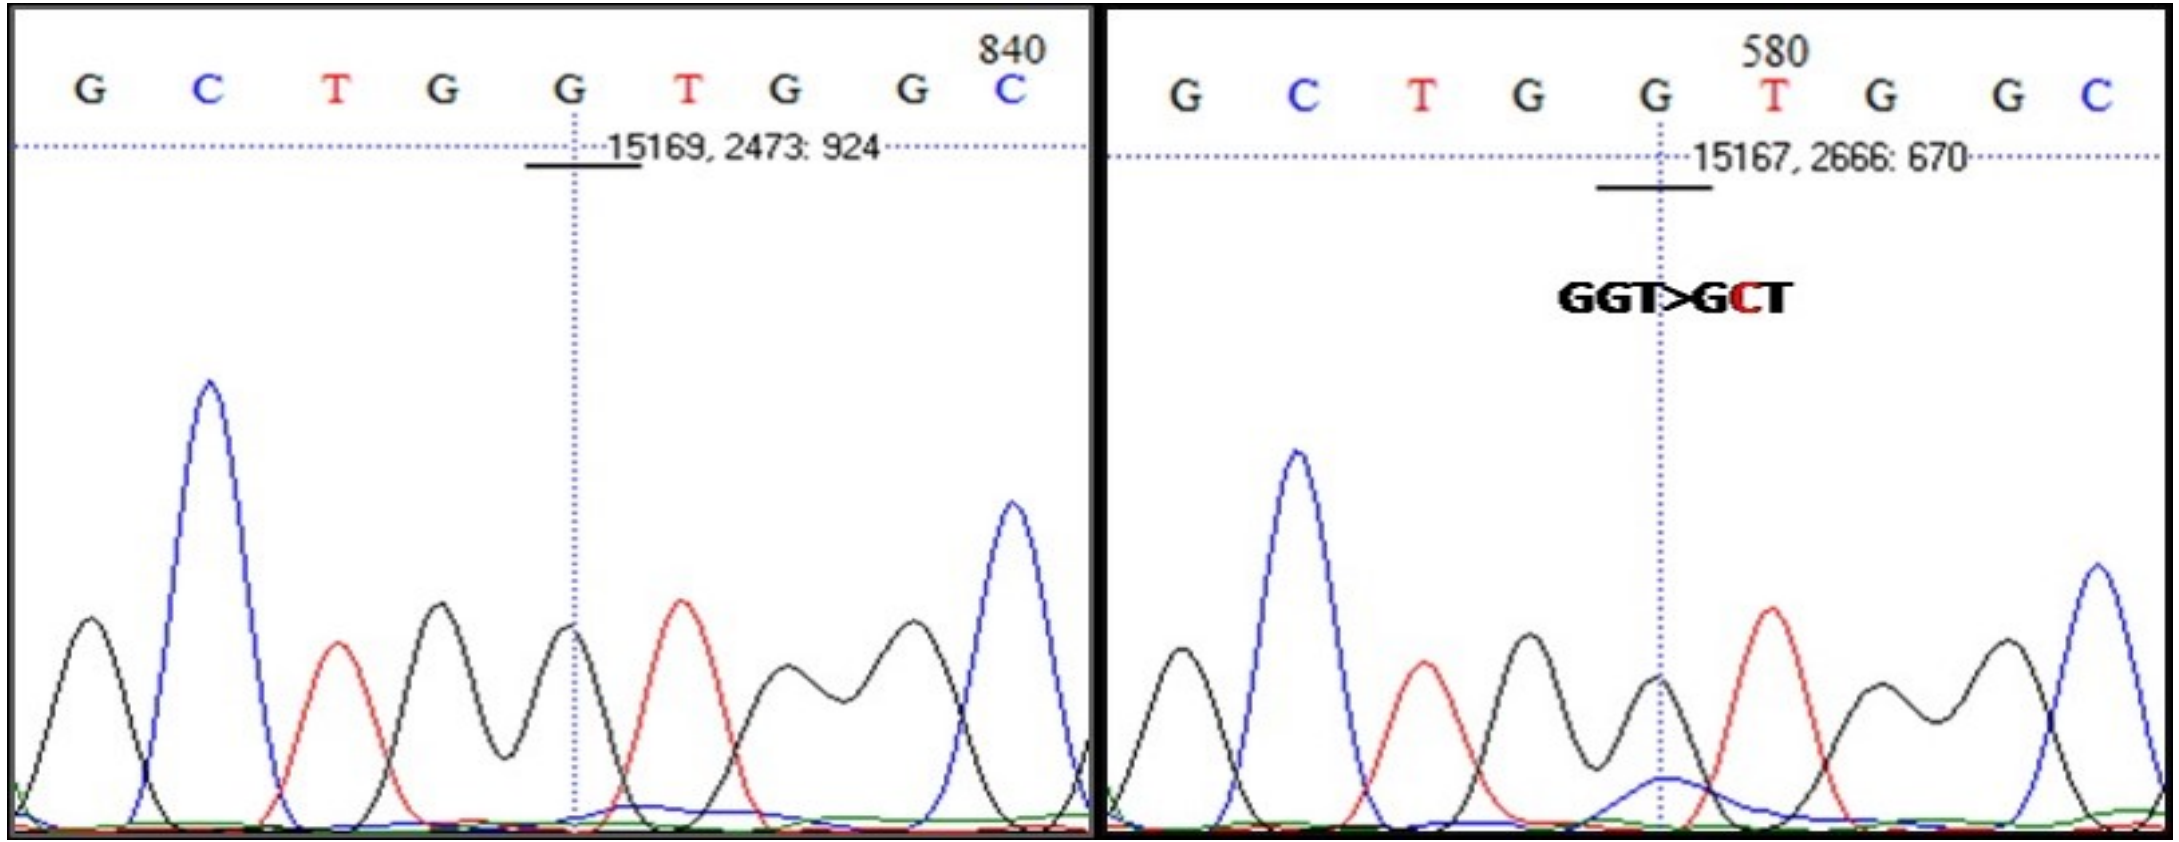 840
G C T G G T G G C
15169, 2473: 924
580
G C T G G T G G C
15167, 2666: 670
GGT>GCT